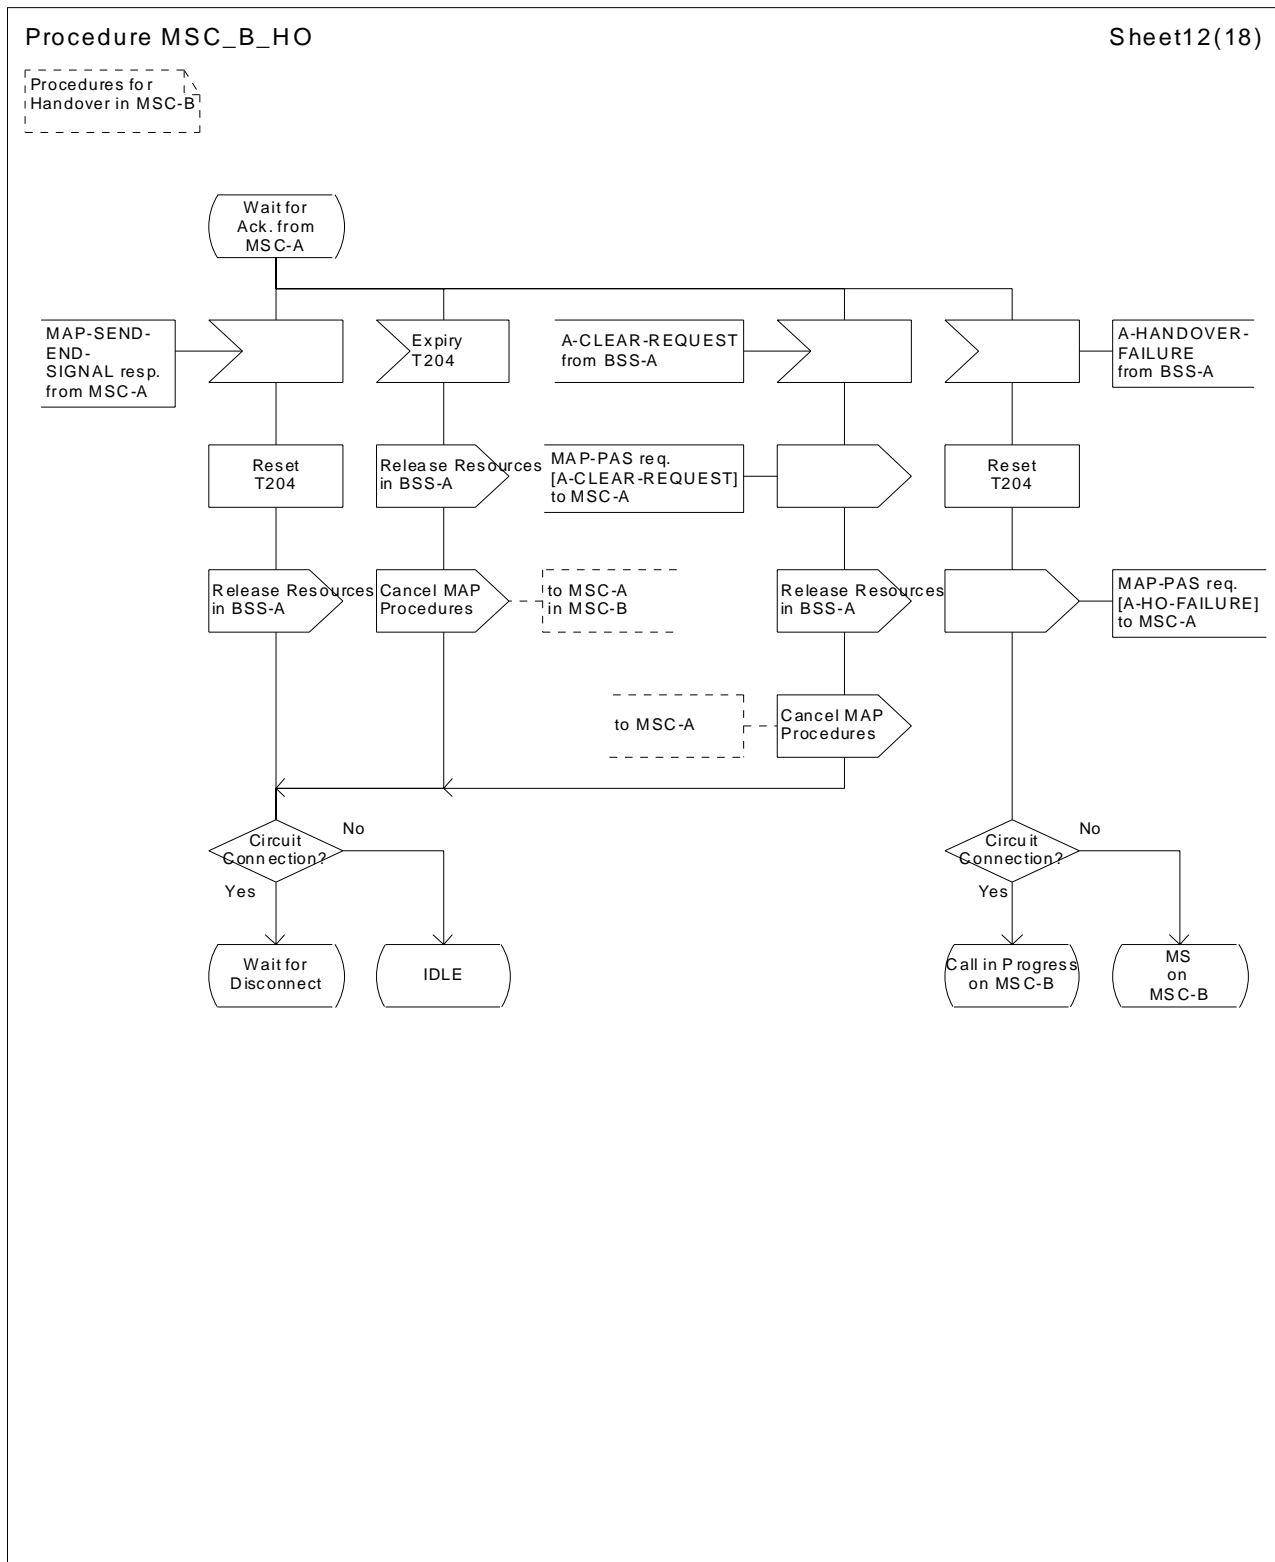 Procedure MSC_B_HO
Sheet12(18)
Procedures for
Handover in MSC-B
Wait for
Ack. from
MSC-A
MAP-SEND-
END-
SIGNAL resp.
from MSC-A
Expiry
T204
A-CLEAR-REQUEST
from BSS-A
A-HANDOVER-
FAILURE
from BSS-A
Reset
T204
Release Resources
in BSS-A
MAP-PAS req.
[A-CLEAR-REQUEST]
to MSC-A
Reset
T204
Release Resources
in BSS-A
Cancel MAP
Procedures
to MSC-A
in MSC-B
Release Resources
in BSS-A
MAP-PAS req.
[A-HO-FAILURE]
to MSC-A
to MSC-A
Cancel MAP
Procedures
Circuit
Connection?
No
Yes
Circuit
Connection?
No
Yes
Wait for
Disconnect
IDLE
Call in Progress
on MSC-B
MS
on
MSC-B